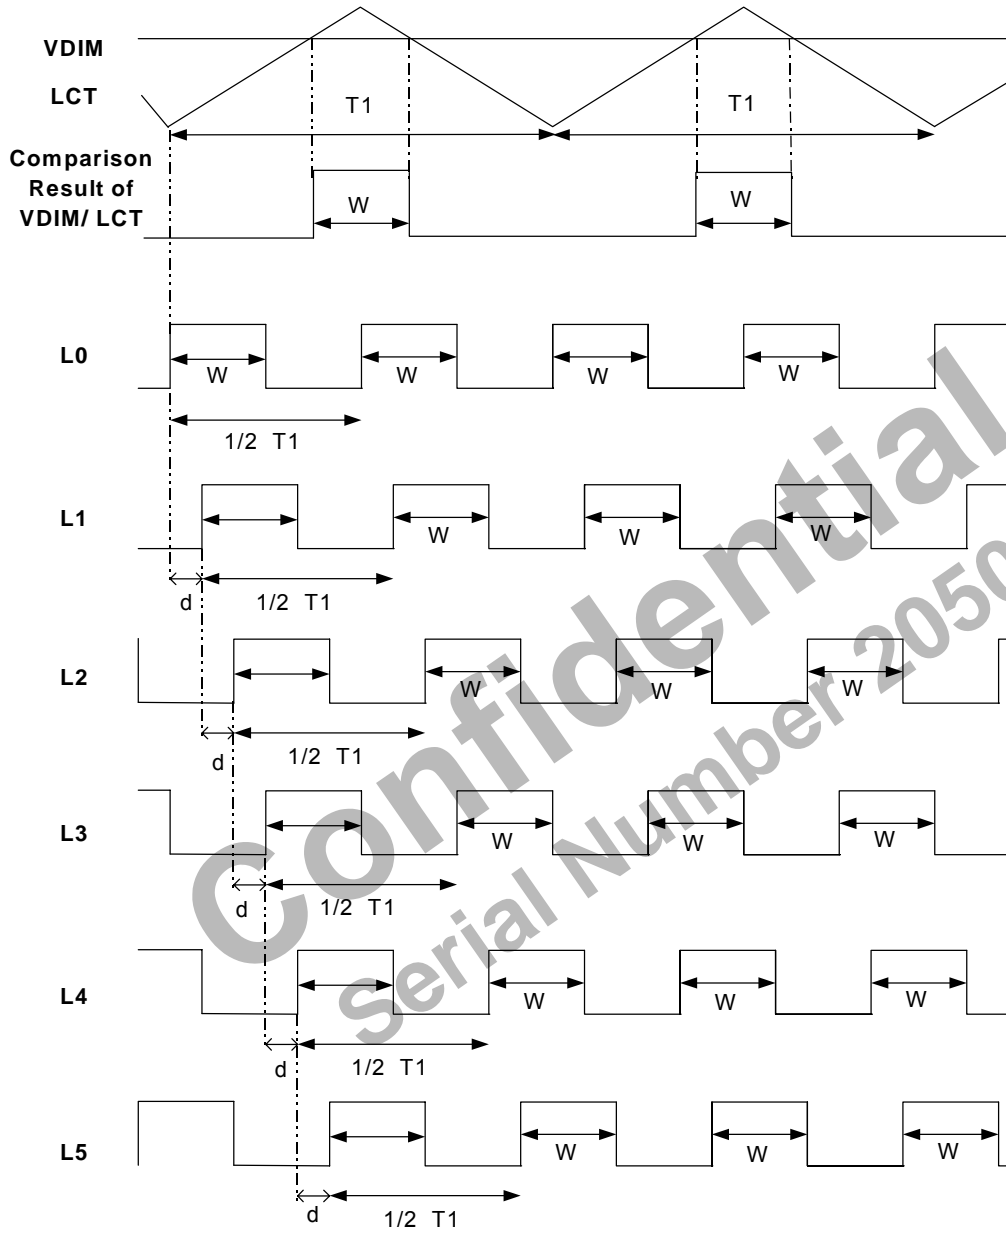 VDIM
LCT
T1 T1
Comparison
Result of
VDIM/ LCT
W W
L0
W W W W
1/2 T1
L1
W W W
d 1/2 T1
L2
W W W
d 1/2 T1
L3
W W W
d 1/2 T1
L4
W W W
d 1/2 T1
L5
W W W
d 1/2 T1
Confidential
Serial Number 2050